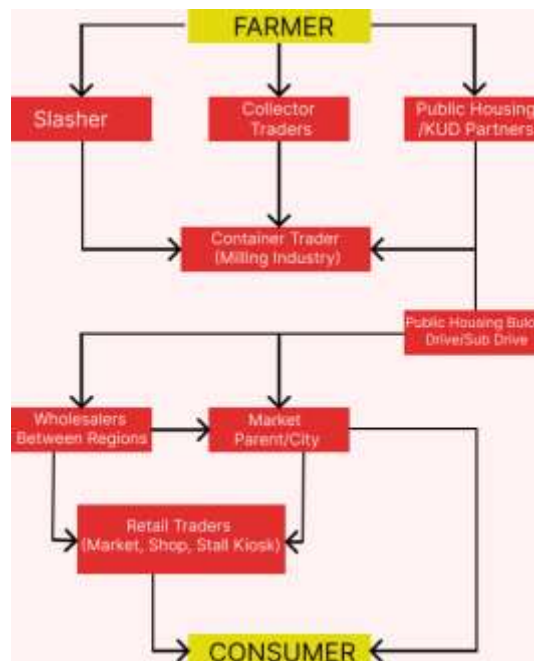 FARMER
Slasher
Collector
Traders
Public Housing
/KUD Partners
Container Trader
(Milling Industry)
Public Housing Bulog
Drive/Sub Drive
Wholesalers
Between Regions
Market
Parent/City
Retail Traders
(Market, Shop, Stall Kiosk)
CONSUMER